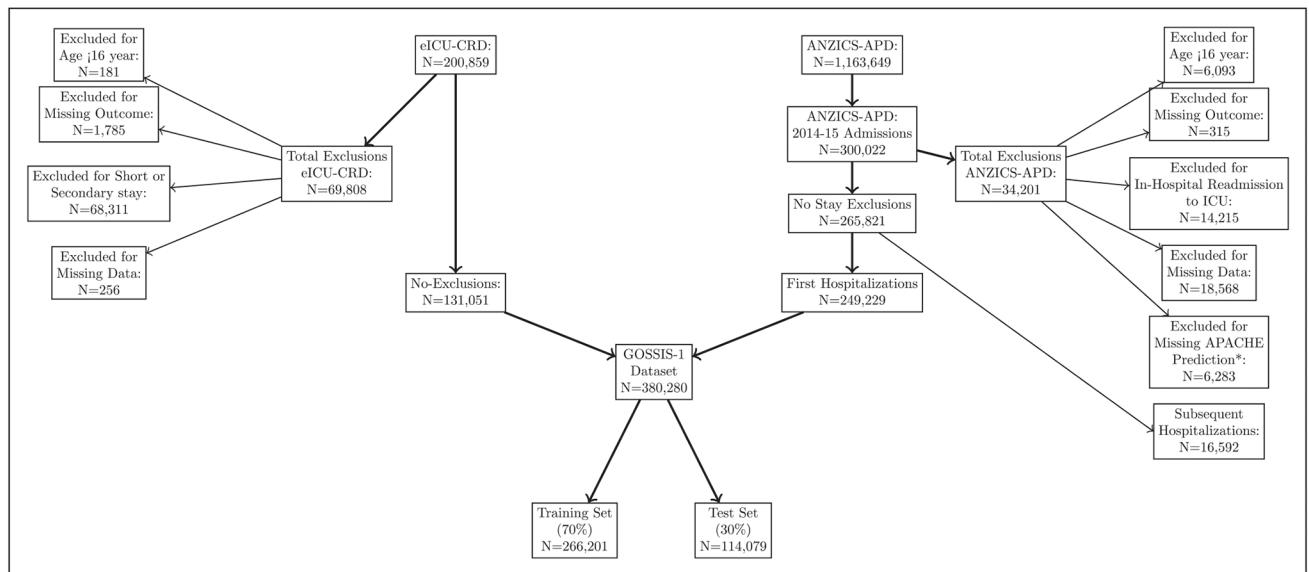 Excluded for
Age ¡16 year:
N=181
Excluded for
Missing Outcome:
N=1,785
Excluded for Short or
Secondary stay:
N=68,311
Excluded for
Missing Data:
N=256
Total Exclusions
eICU-CRD:
N=69,808
eICU-CRD:
N=200,859
No-Exclusions:
N=131,051
ANZICS-APD:
N=1,163,649
ANZICS-APD:
2014-15 Admissions
N=300,022
No Stay Exclusions
N=265,821
First Hospitalizations
N=249,229
Total Exclusions
ANZICS-APD:
N=34,201
Excluded for
Age ¡16 year:
N=6,093
Excluded for
Missing Outcome:
N=315
Excluded for
In-Hospital Readmission
to ICU:
N=14,215
Excluded for
Missing Data:
N=18,568
Excluded for
Missing APACHE
Prediction*:
N=6,283
Subsequent
Hospitalizations:
N=16,592
GOSSIS-1
Dataset
N=380,280
Training Set
(70%)
N=266,201
Test Set
(30%)
N=114,079